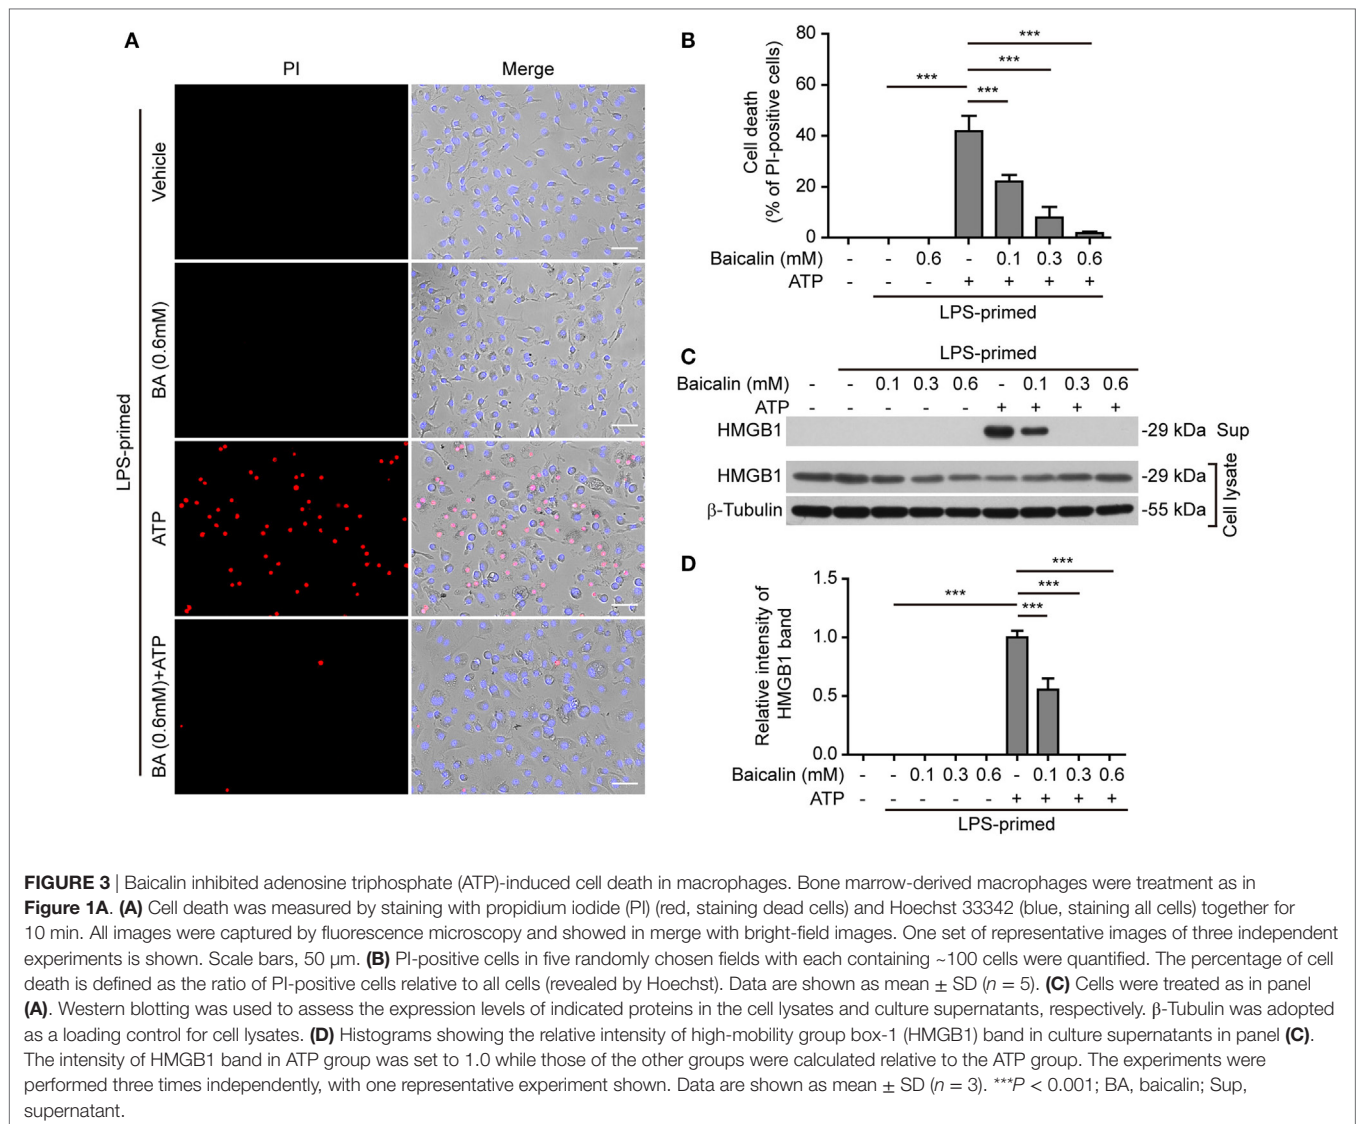 A
PI Merge
LPS-primed
Vehicle
BA (0.6mM)
ATP
BA (0.6mM)+ATP
B
Cell death
(% of PI-positive cells)
80
60
40
20
0
*** *** *** ***
Baicalin (mM) - - 0.6 - 0.1 0.3 0.6
ATP - - - + + + +
LPS-primed
C
LPS-primed
Baicalin (mM) - - 0.1 0.3 0.6 - 0.1 0.3 0.6
ATP - - - - - + + + +
HMGB1 -29 kDa Sup
HMGB1 -29 kDa
β-Tubulin -55 kDa
Cell lysate
D
Relative intensity of
HMGB1 band
1.5
1.0
0.5
0.0
*** *** *** ***
Baicalin (mM) - - 0.1 0.3 0.6 - 0.1 0.3 0.6
ATP - - - - - + + + +
LPS-primed
FIGURE 3 | Baicalin inhibited adenosine triphosphate (ATP)-induced cell death in macrophages. Bone marrow-derived macrophages were treatment as in
Figure 1A. (A) Cell death was measured by staining with propidium iodide (PI) (red, staining dead cells) and Hoechst 33342 (blue, staining all cells) together for
10 min. All images were captured by fluorescence microscopy and showed in merge with bright-field images. One set of representative images of three independent
experiments is shown. Scale bars, 50 µm. (B) PI-positive cells in five randomly chosen fields with each containing ~100 cells were quantified. The percentage of cell
death is defined as the ratio of PI-positive cells relative to all cells (revealed by Hoechst). Data are shown as mean ± SD (n = 5). (C) Cells were treated as in panel
(A). Western blotting was used to assess the expression levels of indicated proteins in the cell lysates and culture supernatants, respectively. β-Tubulin was adopted
as a loading control for cell lysates. (D) Histograms showing the relative intensity of high-mobility group box-1 (HMGB1) band in culture supernatants in panel (C).
The intensity of HMGB1 band in ATP group was set to 1.0 while those of the other groups were calculated relative to the ATP group. The experiments were
performed three times independently, with one representative experiment shown. Data are shown as mean ± SD (n = 3). ***P < 0.001; BA, baicalin; Sup,
supernatant.